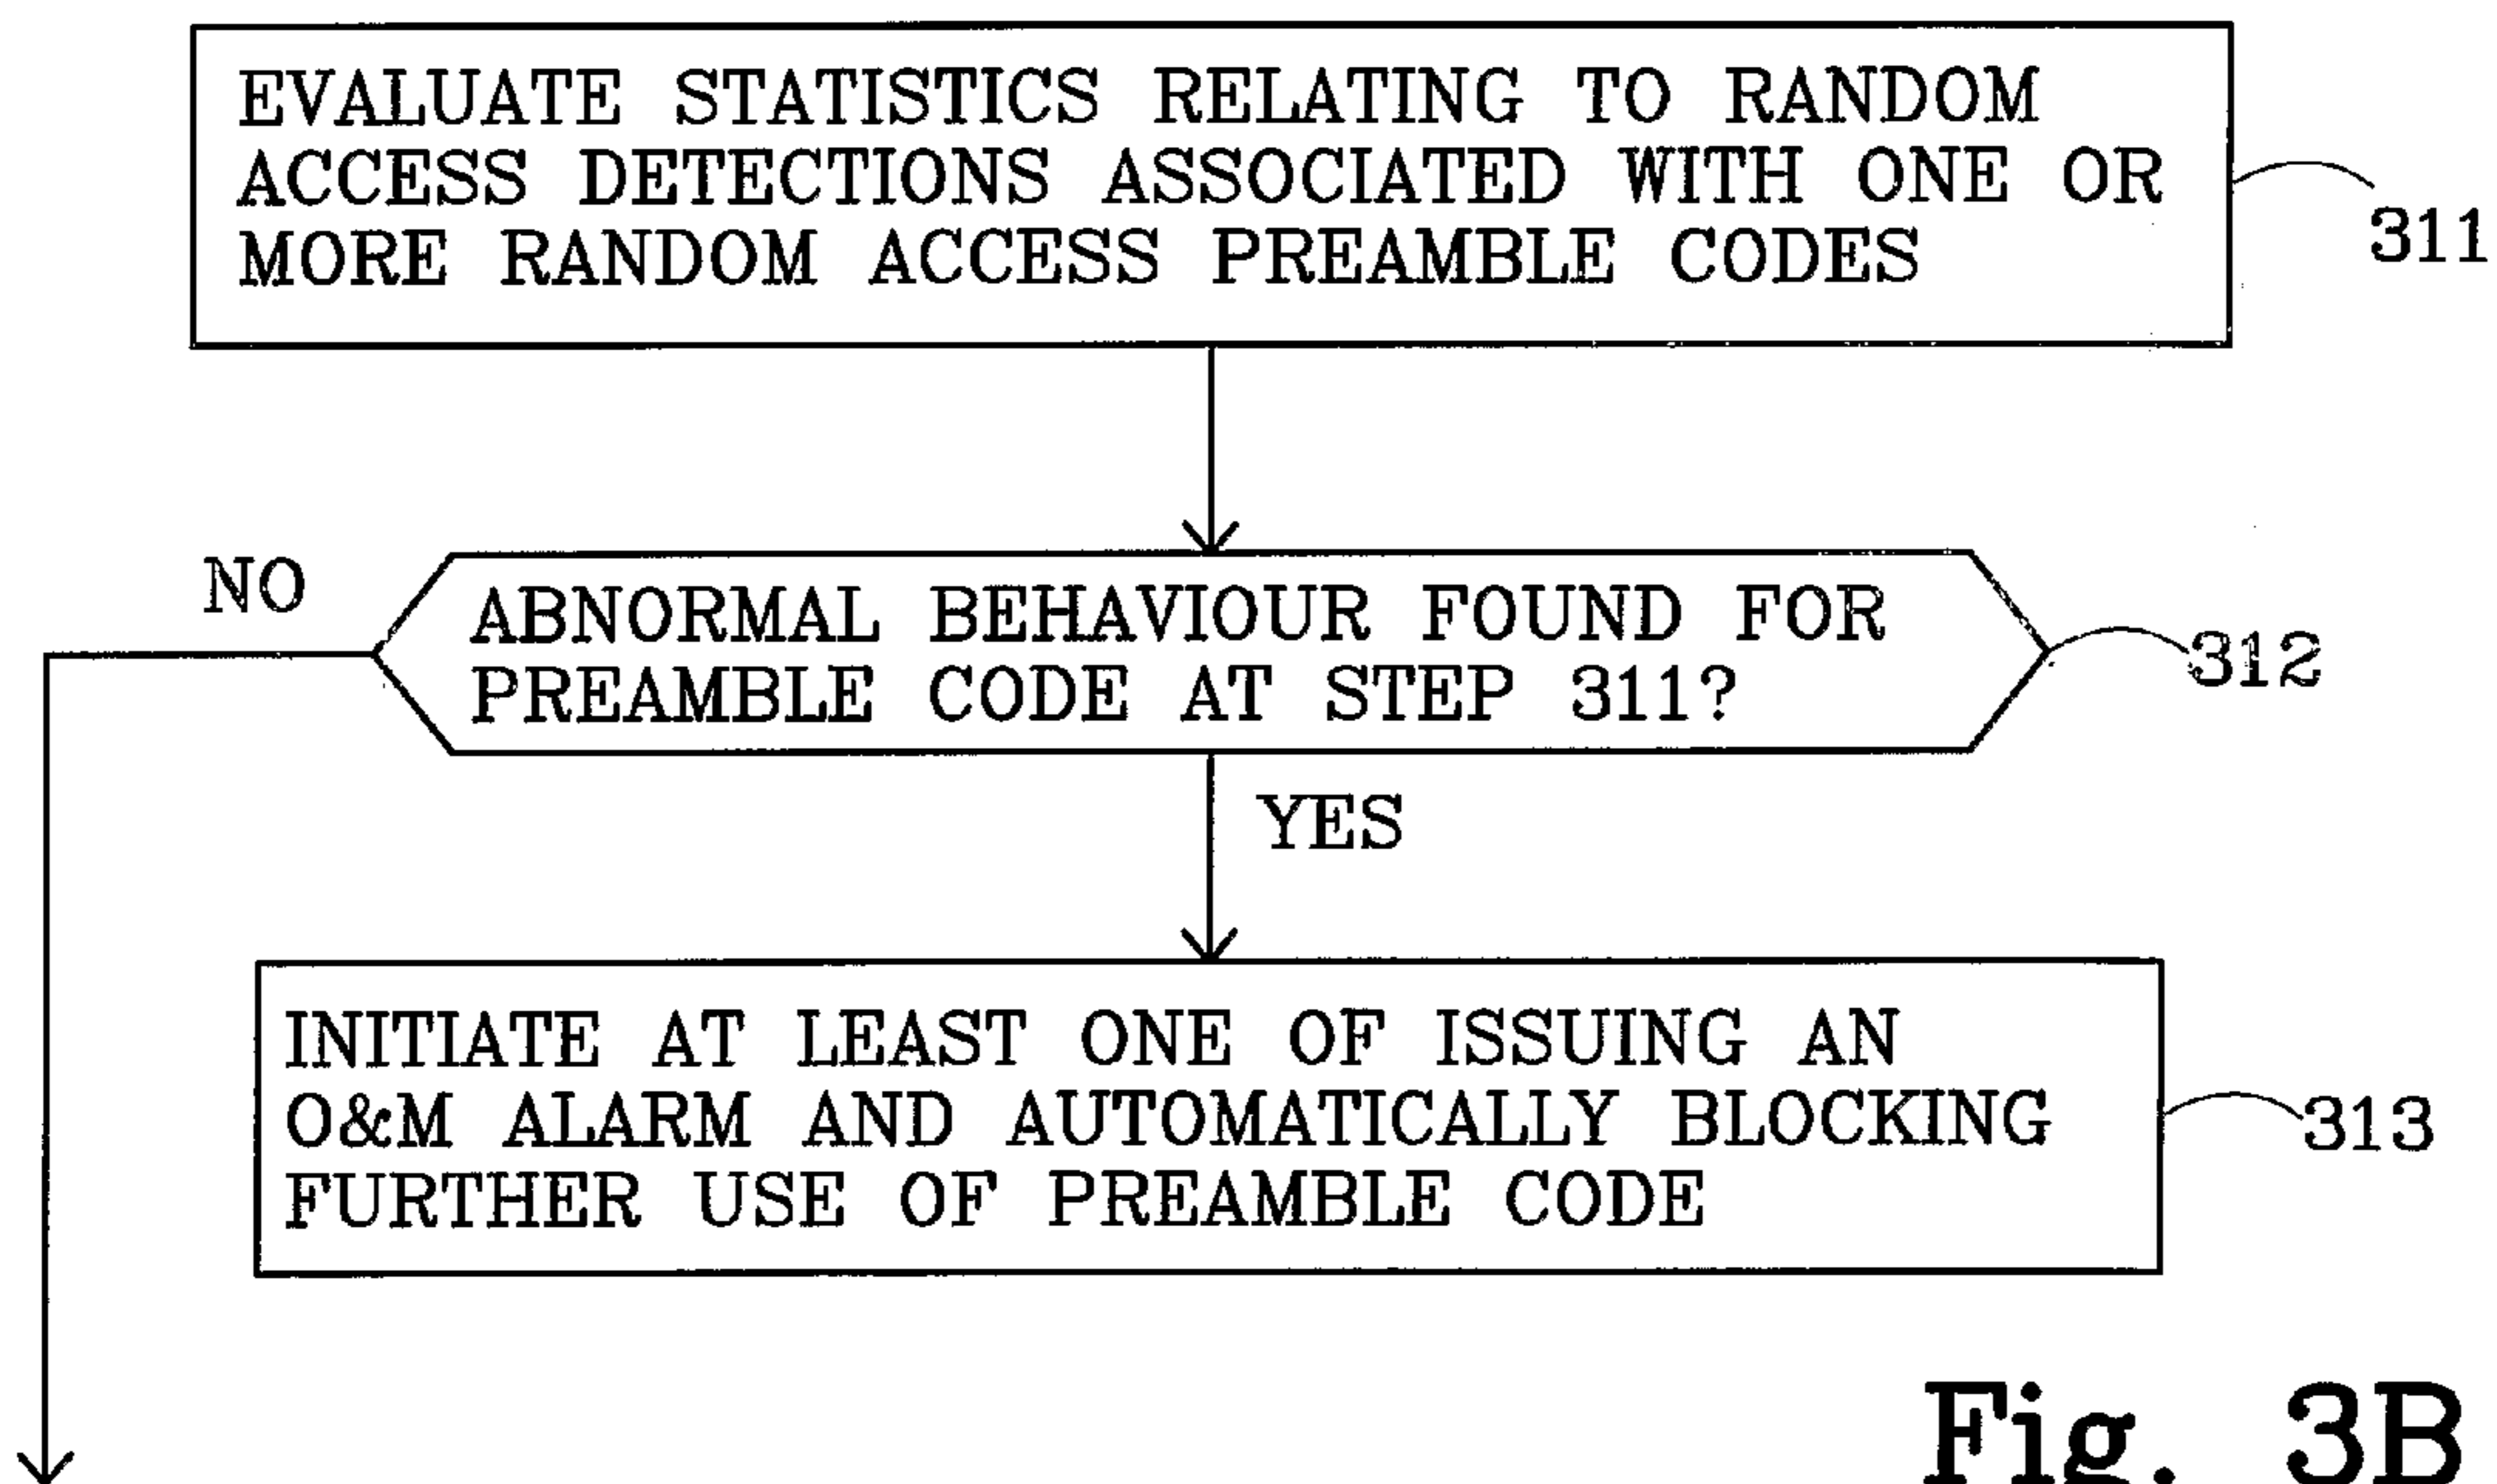 EVALUATE STATISTICS RELATING TO RANDOM
ACCESS DETECTIONS ASSOCIATED WITH ONE OR
MORE RANDOM ACCESS PREAMBLE CODES
311
NO
ABNORMAL BEHAVIOUR FOUND FOR
PREAMBLE CODE AT STEP 311?
312
YES
INITIATE AT LEAST ONE OF ISSUING AN
O&M ALARM AND AUTOMATICALLY BLOCKING
FURTHER USE OF PREAMBLE CODE
313
Fig. 3B